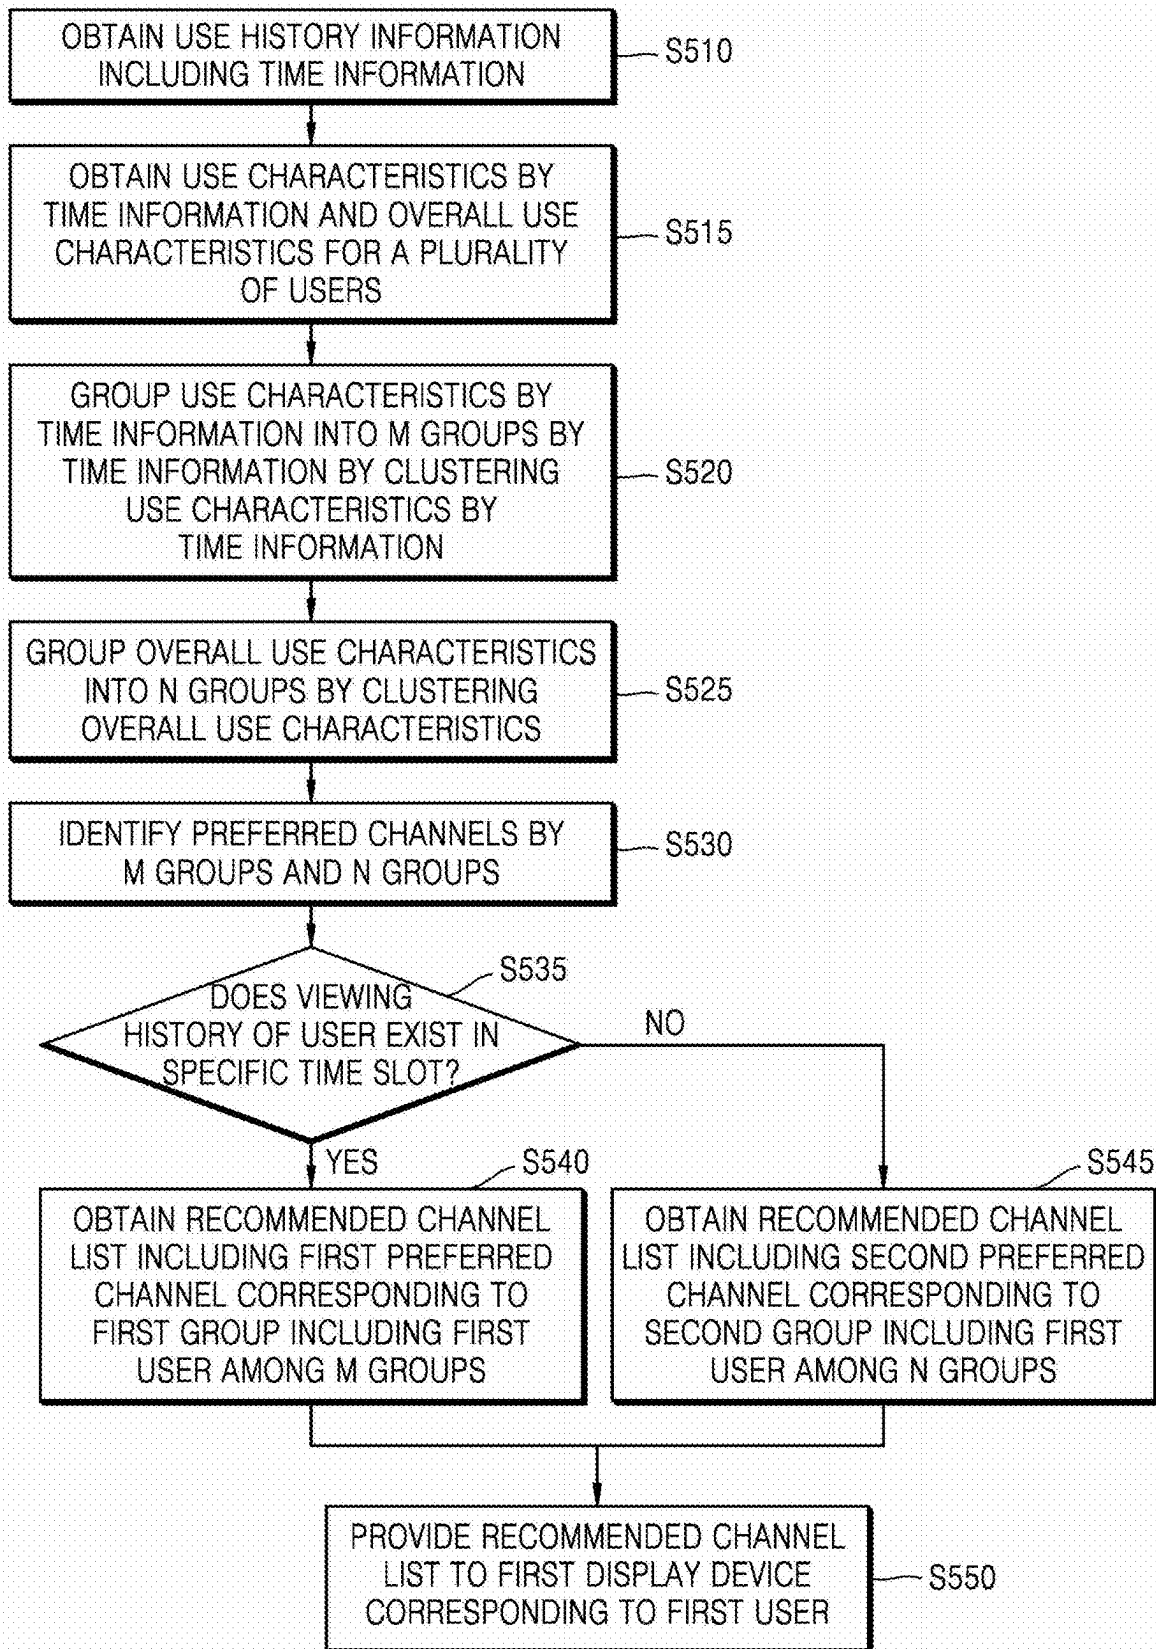 OBTAIN USE HISTORY INFORMATION
INCLUDING TIME INFORMATION
S510
OBTAIN USE CHARACTERISTICS BY
TIME INFORMATION AND OVERALL USE
CHARACTERISTICS FOR A PLURALITY
OF USERS
S515
GROUP USE CHARACTERISTICS BY
TIME INFORMATION INTO M GROUPS BY
TIME INFORMATION BY CLUSTERING
USE CHARACTERISTICS BY
TIME INFORMATION
S520
GROUP OVERALL USE CHARACTERISTICS
INTO N GROUPS BY CLUSTERING
OVERALL USE CHARACTERISTICS
S525
IDENTIFY PREFERRED CHANNELS BY
M GROUPS AND N GROUPS
S530
S535
DOES VIEWING
HISTORY OF USER EXIST IN
SPECIFIC TIME SLOT?
NO
YES
S540
OBTAIN RECOMMENDED CHANNEL
LIST INCLUDING FIRST PREFERRED
CHANNEL CORRESPONDING TO
FIRST GROUP INCLUDING FIRST
USER AMONG M GROUPS
S545
OBTAIN RECOMMENDED CHANNEL
LIST INCLUDING SECOND PREFERRED
CHANNEL CORRESPONDING TO
SECOND GROUP INCLUDING FIRST
USER AMONG N GROUPS
PROVIDE RECOMMENDED CHANNEL
LIST TO FIRST DISPLAY DEVICE
CORRESPONDING TO FIRST USER
S550